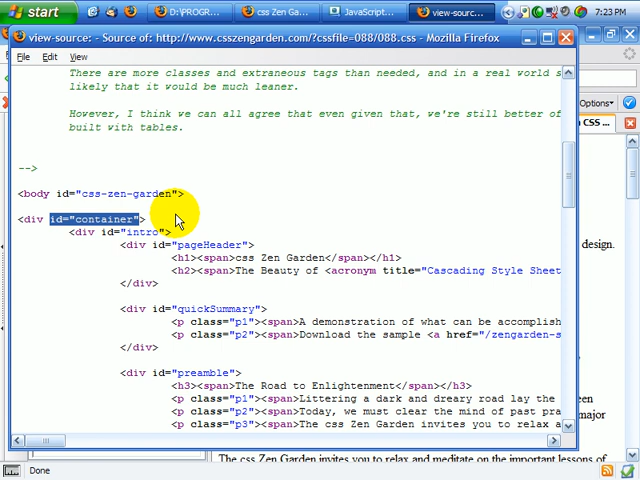 start
D:\PROGR...
css Zen Ga...
JavaScript...
view-sourc...
7:23 PM
view-source: - Source of: http://www.csszengarden.com/?cssfile=088/088.css - Mozilla Firefox
File Edit View
There are more classes and extraneous tags than needed, and in a real world s
likely that it would be much leaner.
However, I think we can all agree that even given that, we're still better of
built with tables.
-->
<body id="css-zen-garden">
<div id="container">
<div id="intro">
<div id="pageHeader">
<h1><span>css Zen Garden</span></h1>
<h2><span>The Beauty of <acronym title="Cascading Style Sheet
</div>
<div id="quickSummary">
<p class="p1"><span>A demonstration of what can be accomplish
<p class="p2"><span>Download the sample <a href="/zengarden-s
</div>
<div id="preamble">
<h3><span>The Road to Enlightenment</span></h3>
<p class="p1"><span>Littering a dark and dreary road lay the
<p class="p2"><span>Today, we must clear the mind of past pra
<p class="p3"><span>The css Zen Garden invites you to relax a
Options
CSS ...
design.
een
major
The css Zen Garden invites you to relax and meditate on the important lessons of
Done